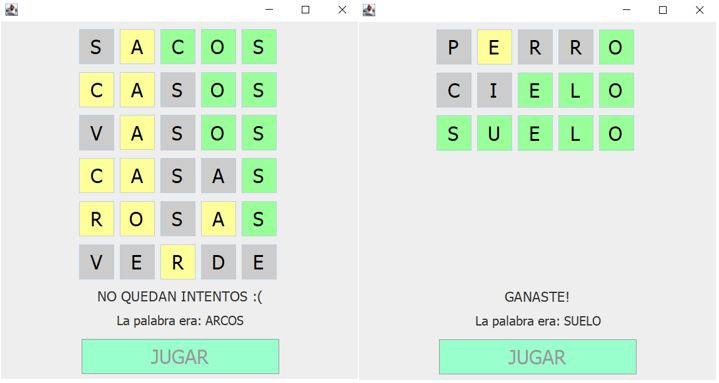 S A C O S
C A S O S
V A S O S
C A S A S
R O S A S
V E R D E
NO QUEDAN INTENTOS :(
La palabra era: ARCOS
JUGAR
P E R R O
C I E L O
S U E L O
GANASTE!
La palabra era: SUELO
JUGAR